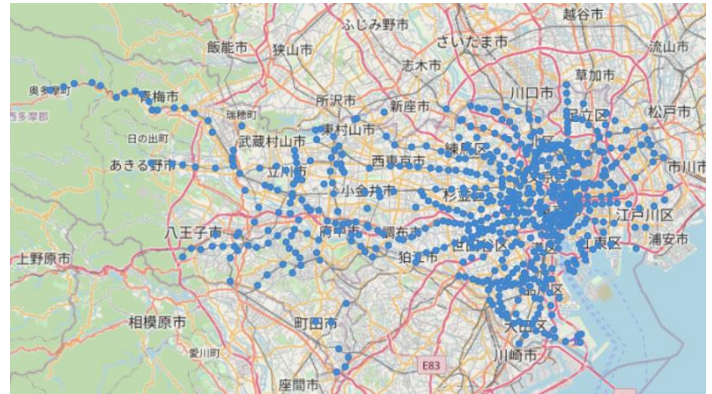 越谷市
ふじみ野市
飯能市
狭山市
さいたま市
流山市
志木市
草加市
奥多摩町
青梅市
所沢市
新座市
川口市
足立区
松戸市
西多摩郡
瑞穂町
日の出町
武蔵村山市
東村山市
北区
練馬区
あきる野市
立川市
西東京市
市川市
小金井市
杉並区
江戸川区
八王子市
府中市
調布市
世田谷区
港区
江東区
浦安市
上野原市
狛江市
品川区
相模原市
町田市
大田区
愛川町
川崎市
E83
座間市